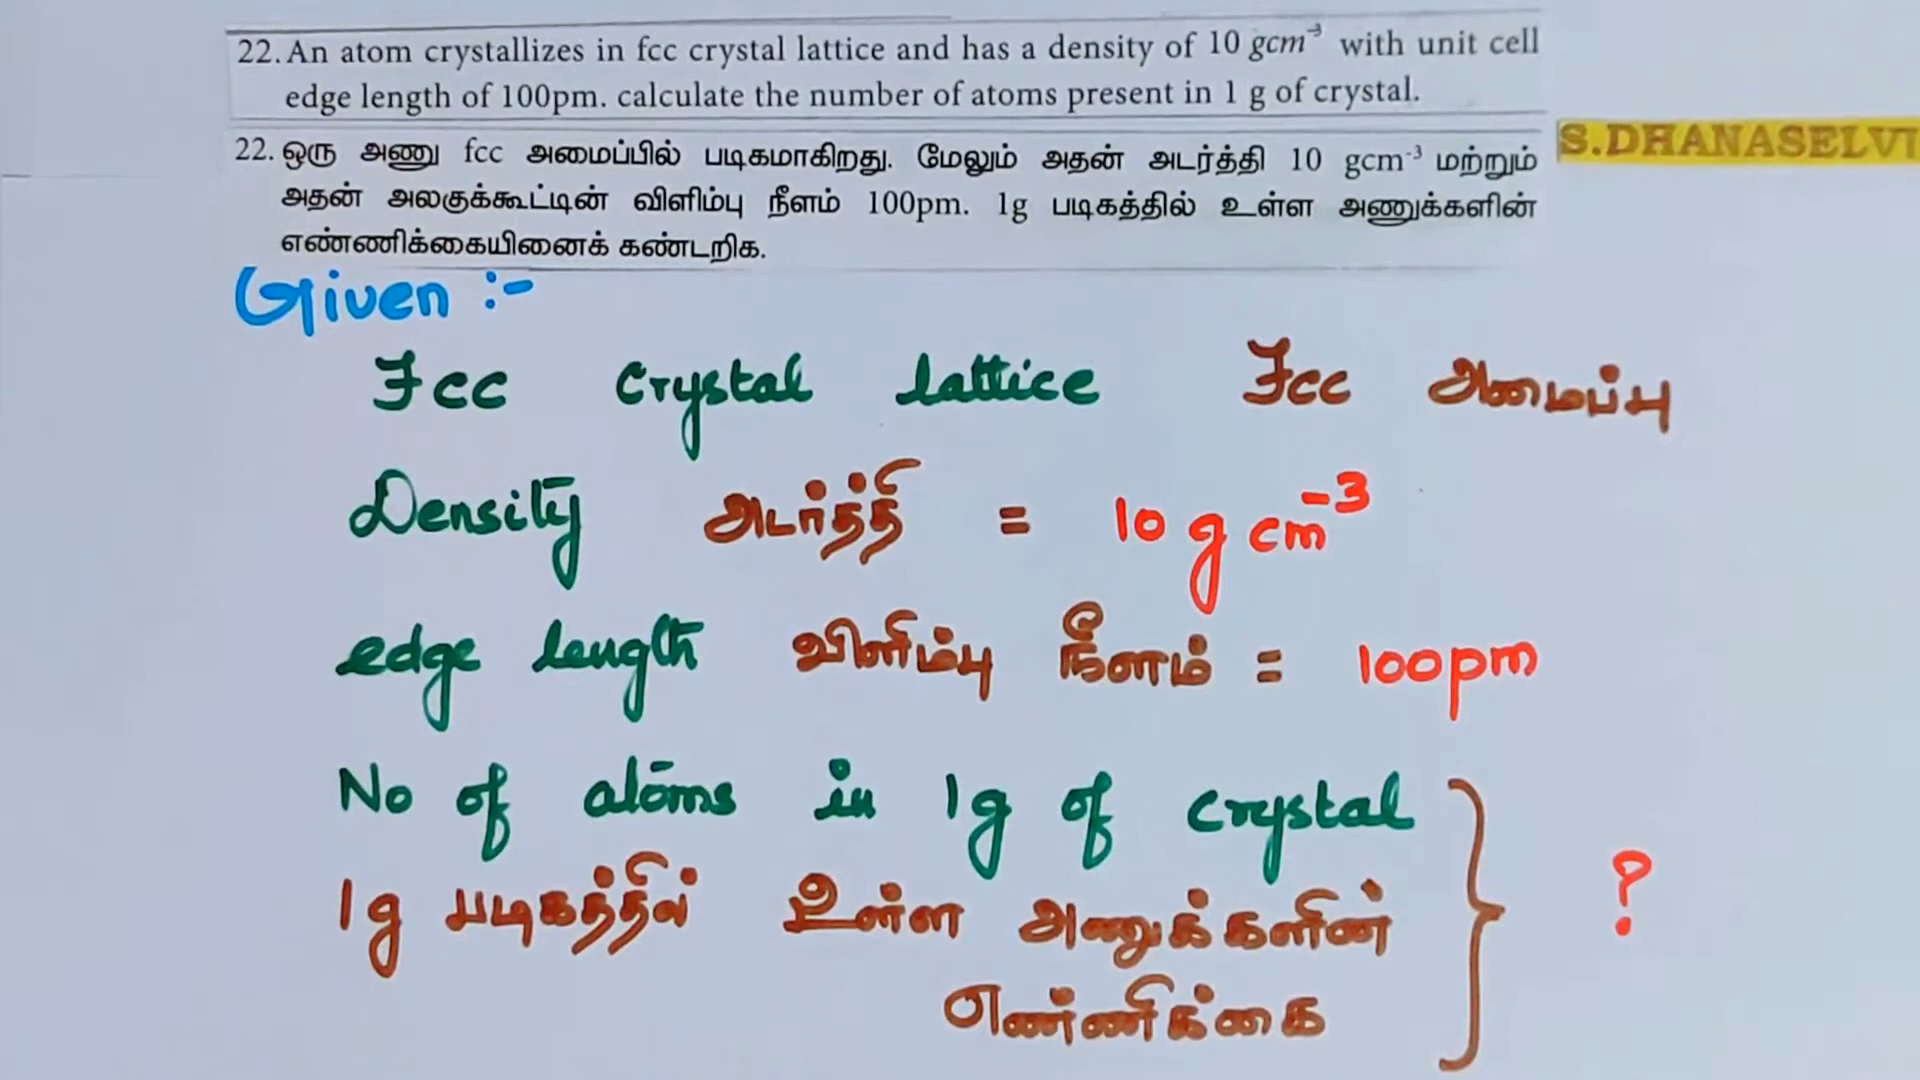 22. An atom crystallizes in fcc crystal lattice and has a density of 10 gcm⁻³ with unit cell
edge length of 100pm. calculate the number of atoms present in 1 g of crystal.
22. ஒரு அணு fcc அமைப்பில் படிகமாகிறது. மேலும் அதன் அடர்த்தி 10 gcm⁻³ மற்றும்
அதன் அலகுக்கூட்டின் விளிம்பு நீளம் 100pm. 1g படிகத்தில் உள்ள அணுக்களின்
எண்ணிக்கையினைக் கண்டறிக.
S.DHANASELVI
Given :-
Fcc Crystal lattice Fcc அமைப்பு
Density அடர்த்தி = 10 g cm⁻³
edge length விளிம்பு நீளம் = 100pm
No of atoms in 1g of crystal
1g படிகத்தில் உள்ள அணுக்களின்
எண்ணிக்கை
?